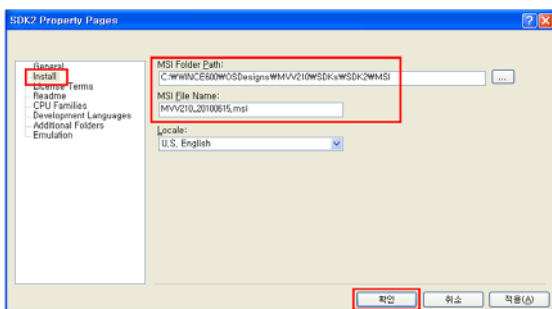 SDK2 Property Pages
General
Install
License Terms
Readme
CPU Families
Development Languages
Additional Folders
Emulation
MSI Folder Path:
C:₩WINCE600₩OSDesigns₩MVV210₩SDKs₩SDK2₩MSI
...
MSI File Name:
MVV210_20100615.msi
Locale:
U.S. English
확인
취소
적용(A)